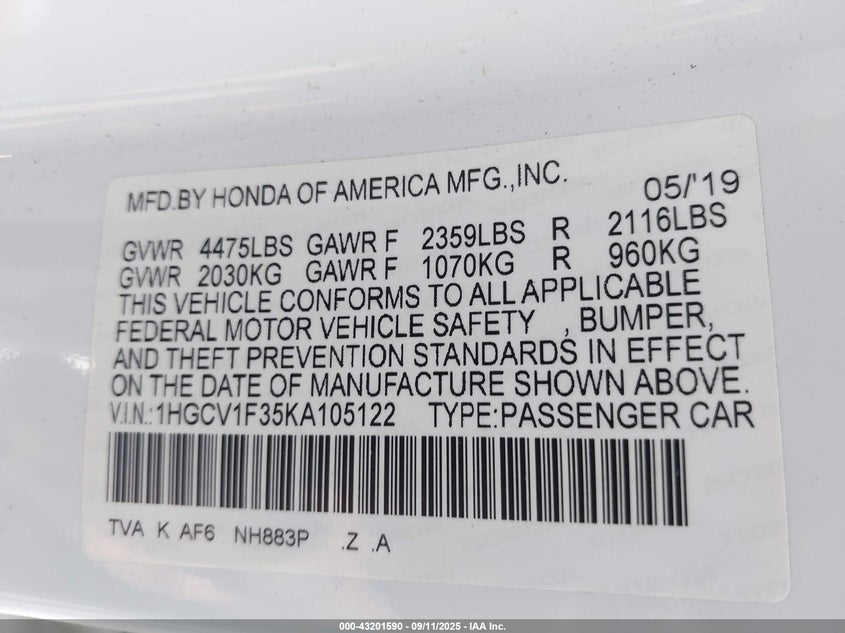 MFD.BY HONDA OF AMERICA MFG.,INC. 05/'19
GVWR 4475LBS GAWR F 2359LBS R 2116LBS
GVWR 2030KG GAWR F 1070KG R 960KG
THIS VEHICLE CONFORMS TO ALL APPLICABLE
FEDERAL MOTOR VEHICLE SAFETY , BUMPER,
AND THEFT PREVENTION STANDARDS IN EFFECT
ON THE DATE OF MANUFACTURE SHOWN ABOVE.
V.I.N.:1HGCV1F35KA105122 TYPE:PASSENGER CAR
TVA K AF6 NH883P .Z .A
000-43201590 - 09/11/2025 - IAA Inc.